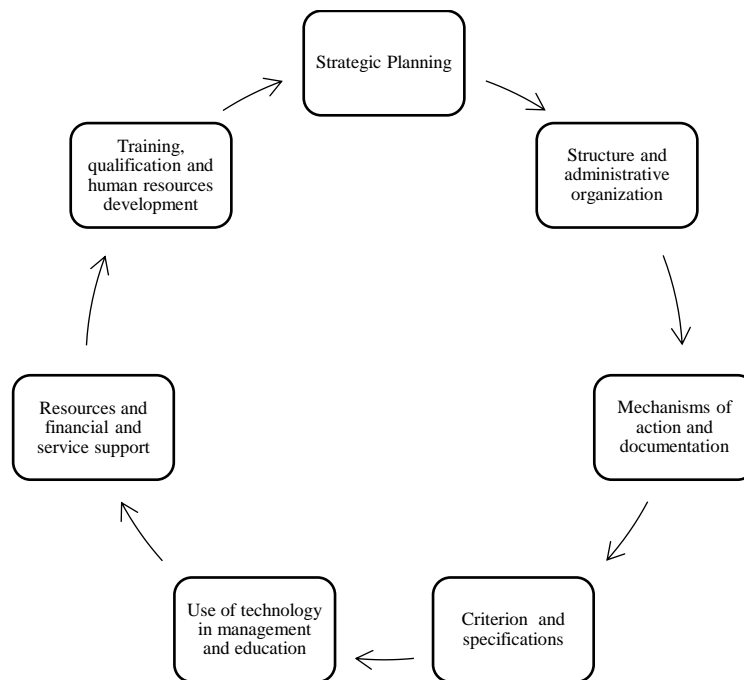 Strategic Planning
Structure and
administrative
organization
Mechanisms of
action and
documentation
Criterion and
specifications
Use of technology
in management
and education
Resources and
financial and
service support
Training,
qualification and
human resources
development